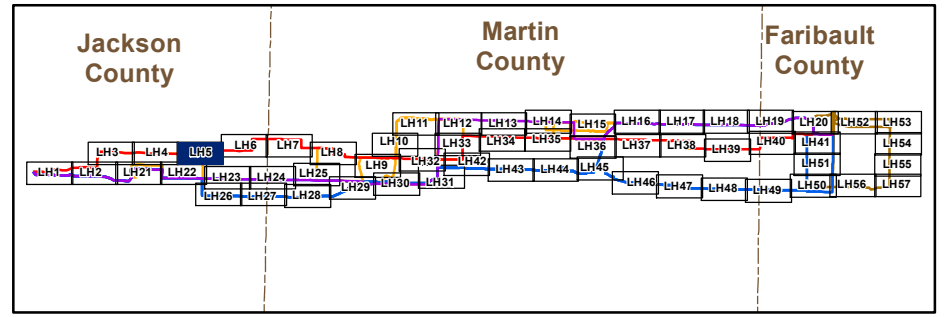 Jackson
County
Martin
County
Faribault
County
LH11 LH12 LH13 LH14 LH15 LH16 LH17 LH18 LH19 LH20 LH52 LH53
LH10 LH33 LH34 LH35 LH36 LH37 LH38 LH39 LH40 LH41 LH54
LH3 LH4 LH5 LH6 LH7 LH8 LH9 LH32 LH42 LH51 LH55
LH1 LH2 LH21 LH22 LH23 LH24 LH25 LH29 LH30 LH31 LH43 LH44 LH45 LH46 LH47 LH48 LH49 LH50 LH56 LH57
LH26 LH27 LH28